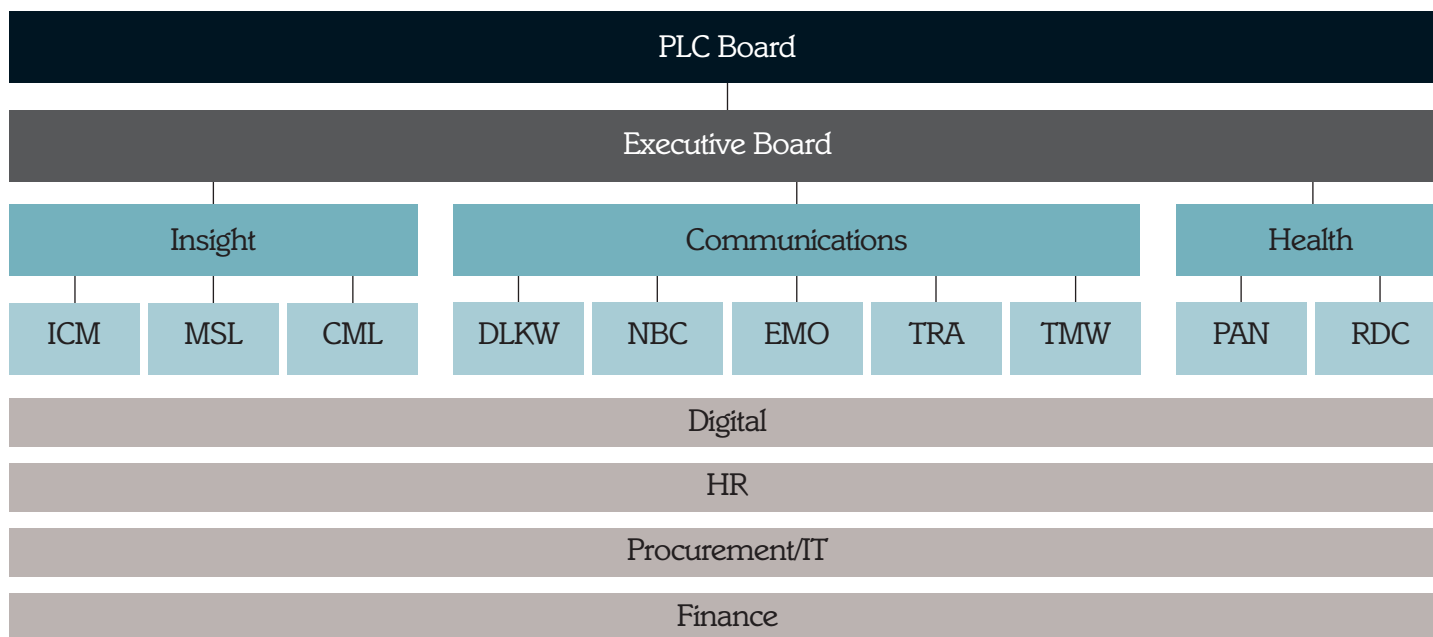 PLC Board
Executive Board
Insight Communications Health
ICM MSL CML DLKW NBC EMO TRA TMW PAN RDC
Digital
HR
Procurement/IT
Finance